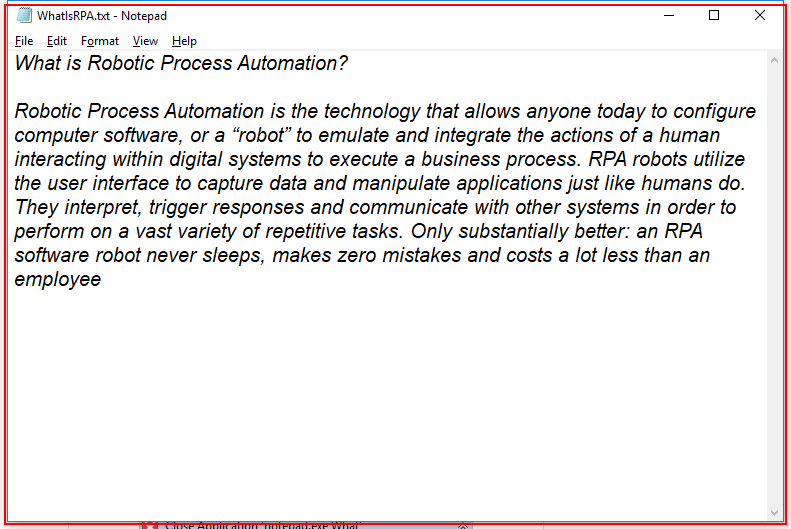 WhatIsRPA.txt - Notepad
File Edit Format View Help
What is Robotic Process Automation?
Robotic Process Automation is the technology that allows anyone today to configure
computer software, or a “robot” to emulate and integrate the actions of a human
interacting within digital systems to execute a business process. RPA robots utilize
the user interface to capture data and manipulate applications just like humans do.
They interpret, trigger responses and communicate with other systems in order to
perform on a vast variety of repetitive tasks. Only substantially better: an RPA
software robot never sleeps, makes zero mistakes and costs a lot less than an
employee
Close Application 'notepad.exe What'